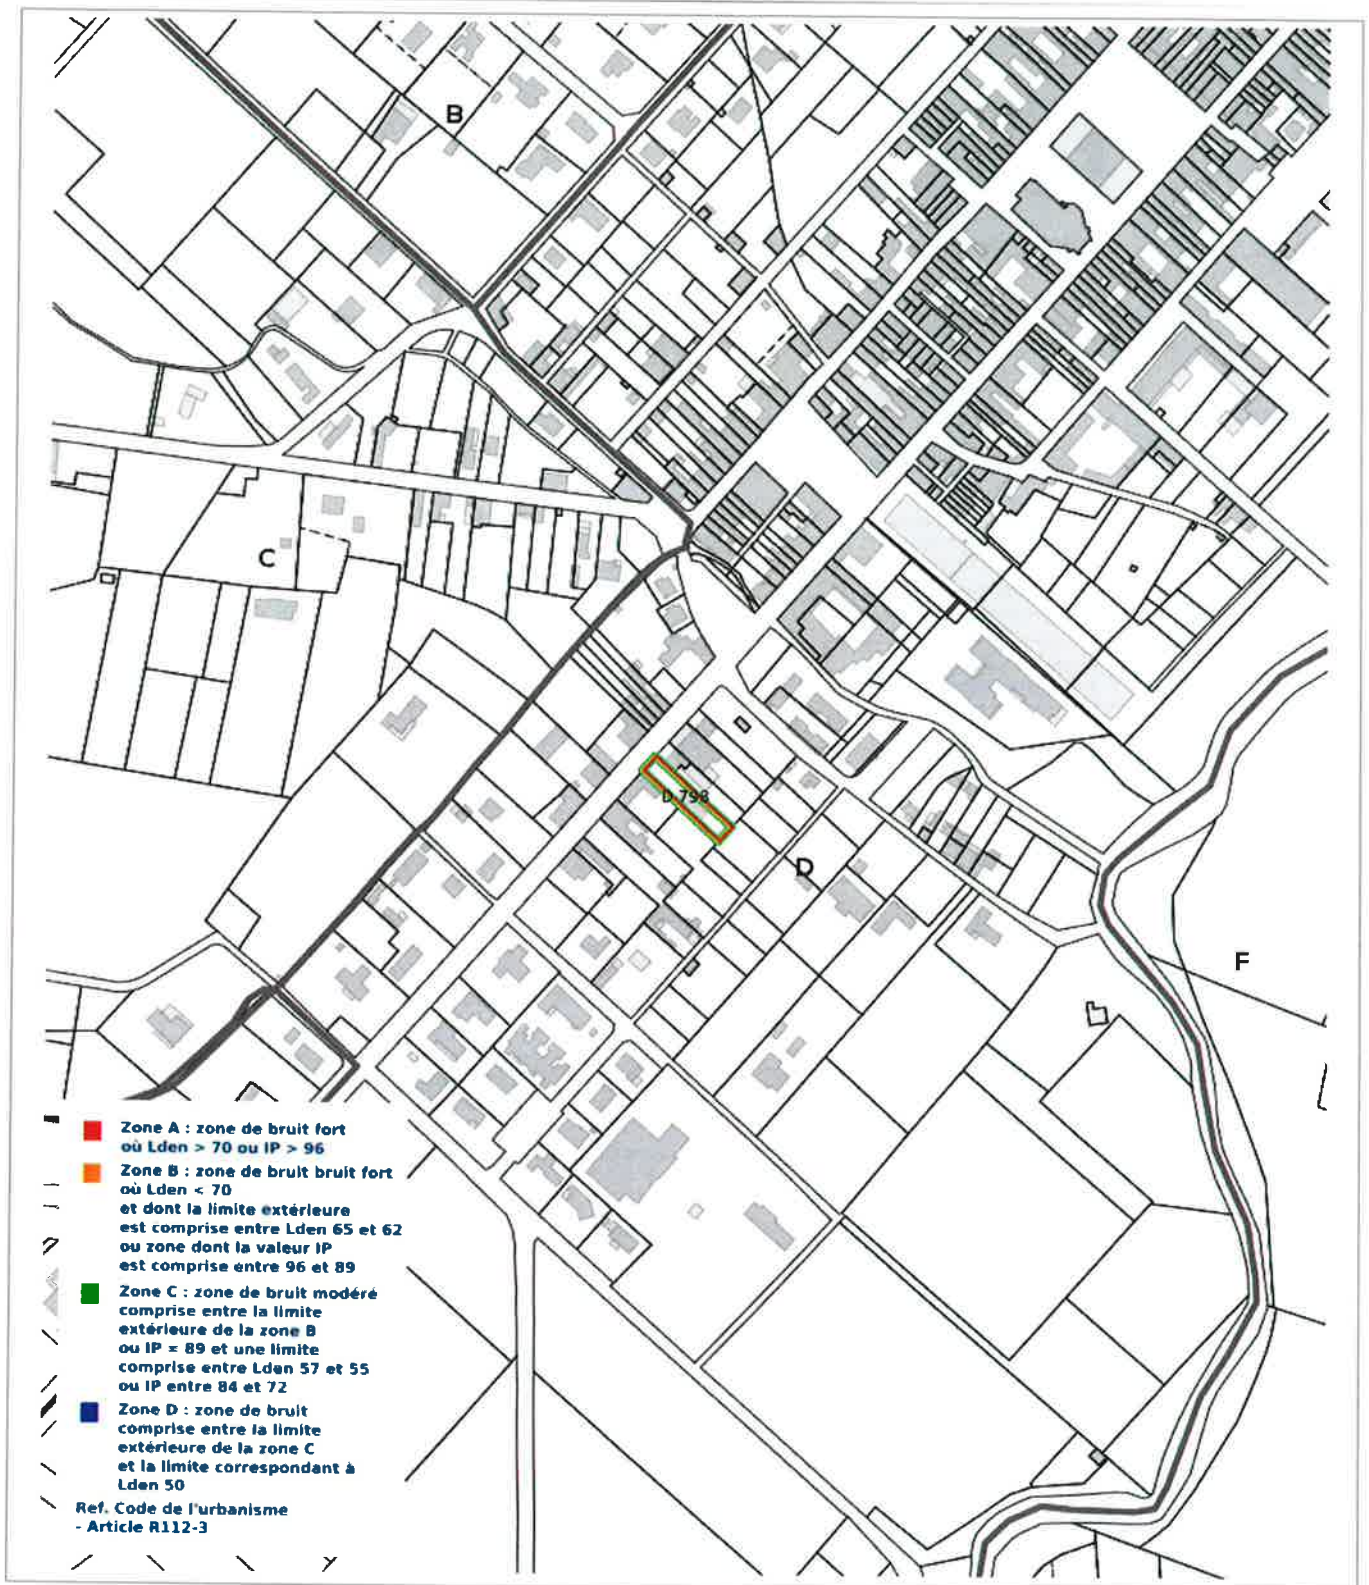 B
C
D 798
D
F
Zone A : zone de bruit fort
où Lden > 70 ou IP > 96
Zone B : zone de bruit bruit fort
où Lden < 70
et dont la limite extérieure
est comprise entre Lden 65 et 62
ou zone dont la valeur IP
est comprise entre 96 et 89
Zone C : zone de bruit modéré
comprise entre la limite
extérieure de la zone B
ou IP = 89 et une limite
comprise entre Lden 57 et 55
ou IP entre 84 et 72
Zone D : zone de bruit
comprise entre la limite
extérieure de la zone C
et la limite correspondant à
Lden 50
Ref. Code de l'urbanisme
- Article R112-3